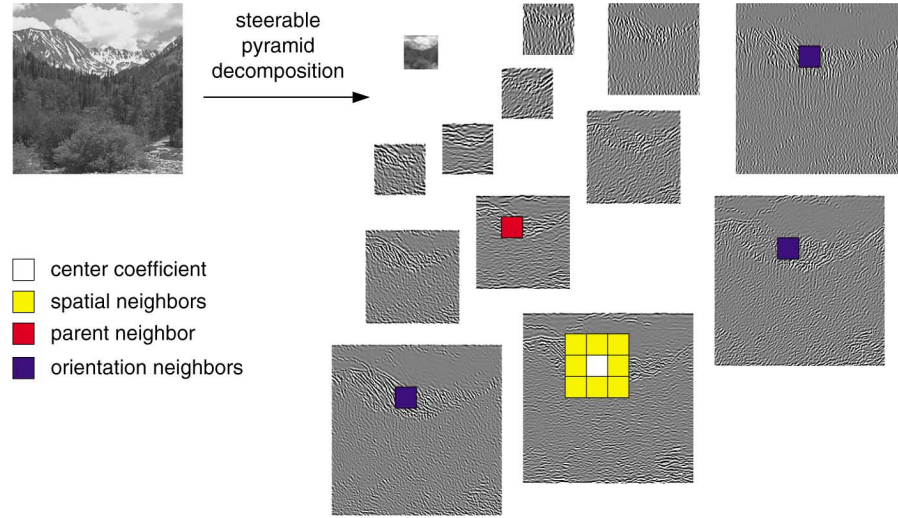 steerable
pyramid
decomposition
center coefficient
spatial neighbors
parent neighbor
orientation neighbors